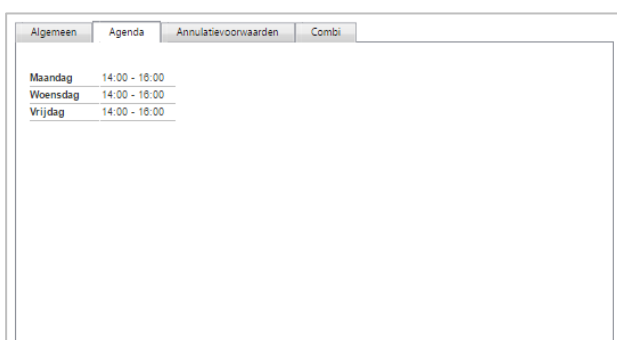 Algemeen Agenda Annulatievoorwaarden Combi
Maandag 14:00 - 16:00
Woensdag 14:00 - 16:00
Vrijdag 14:00 - 16:00